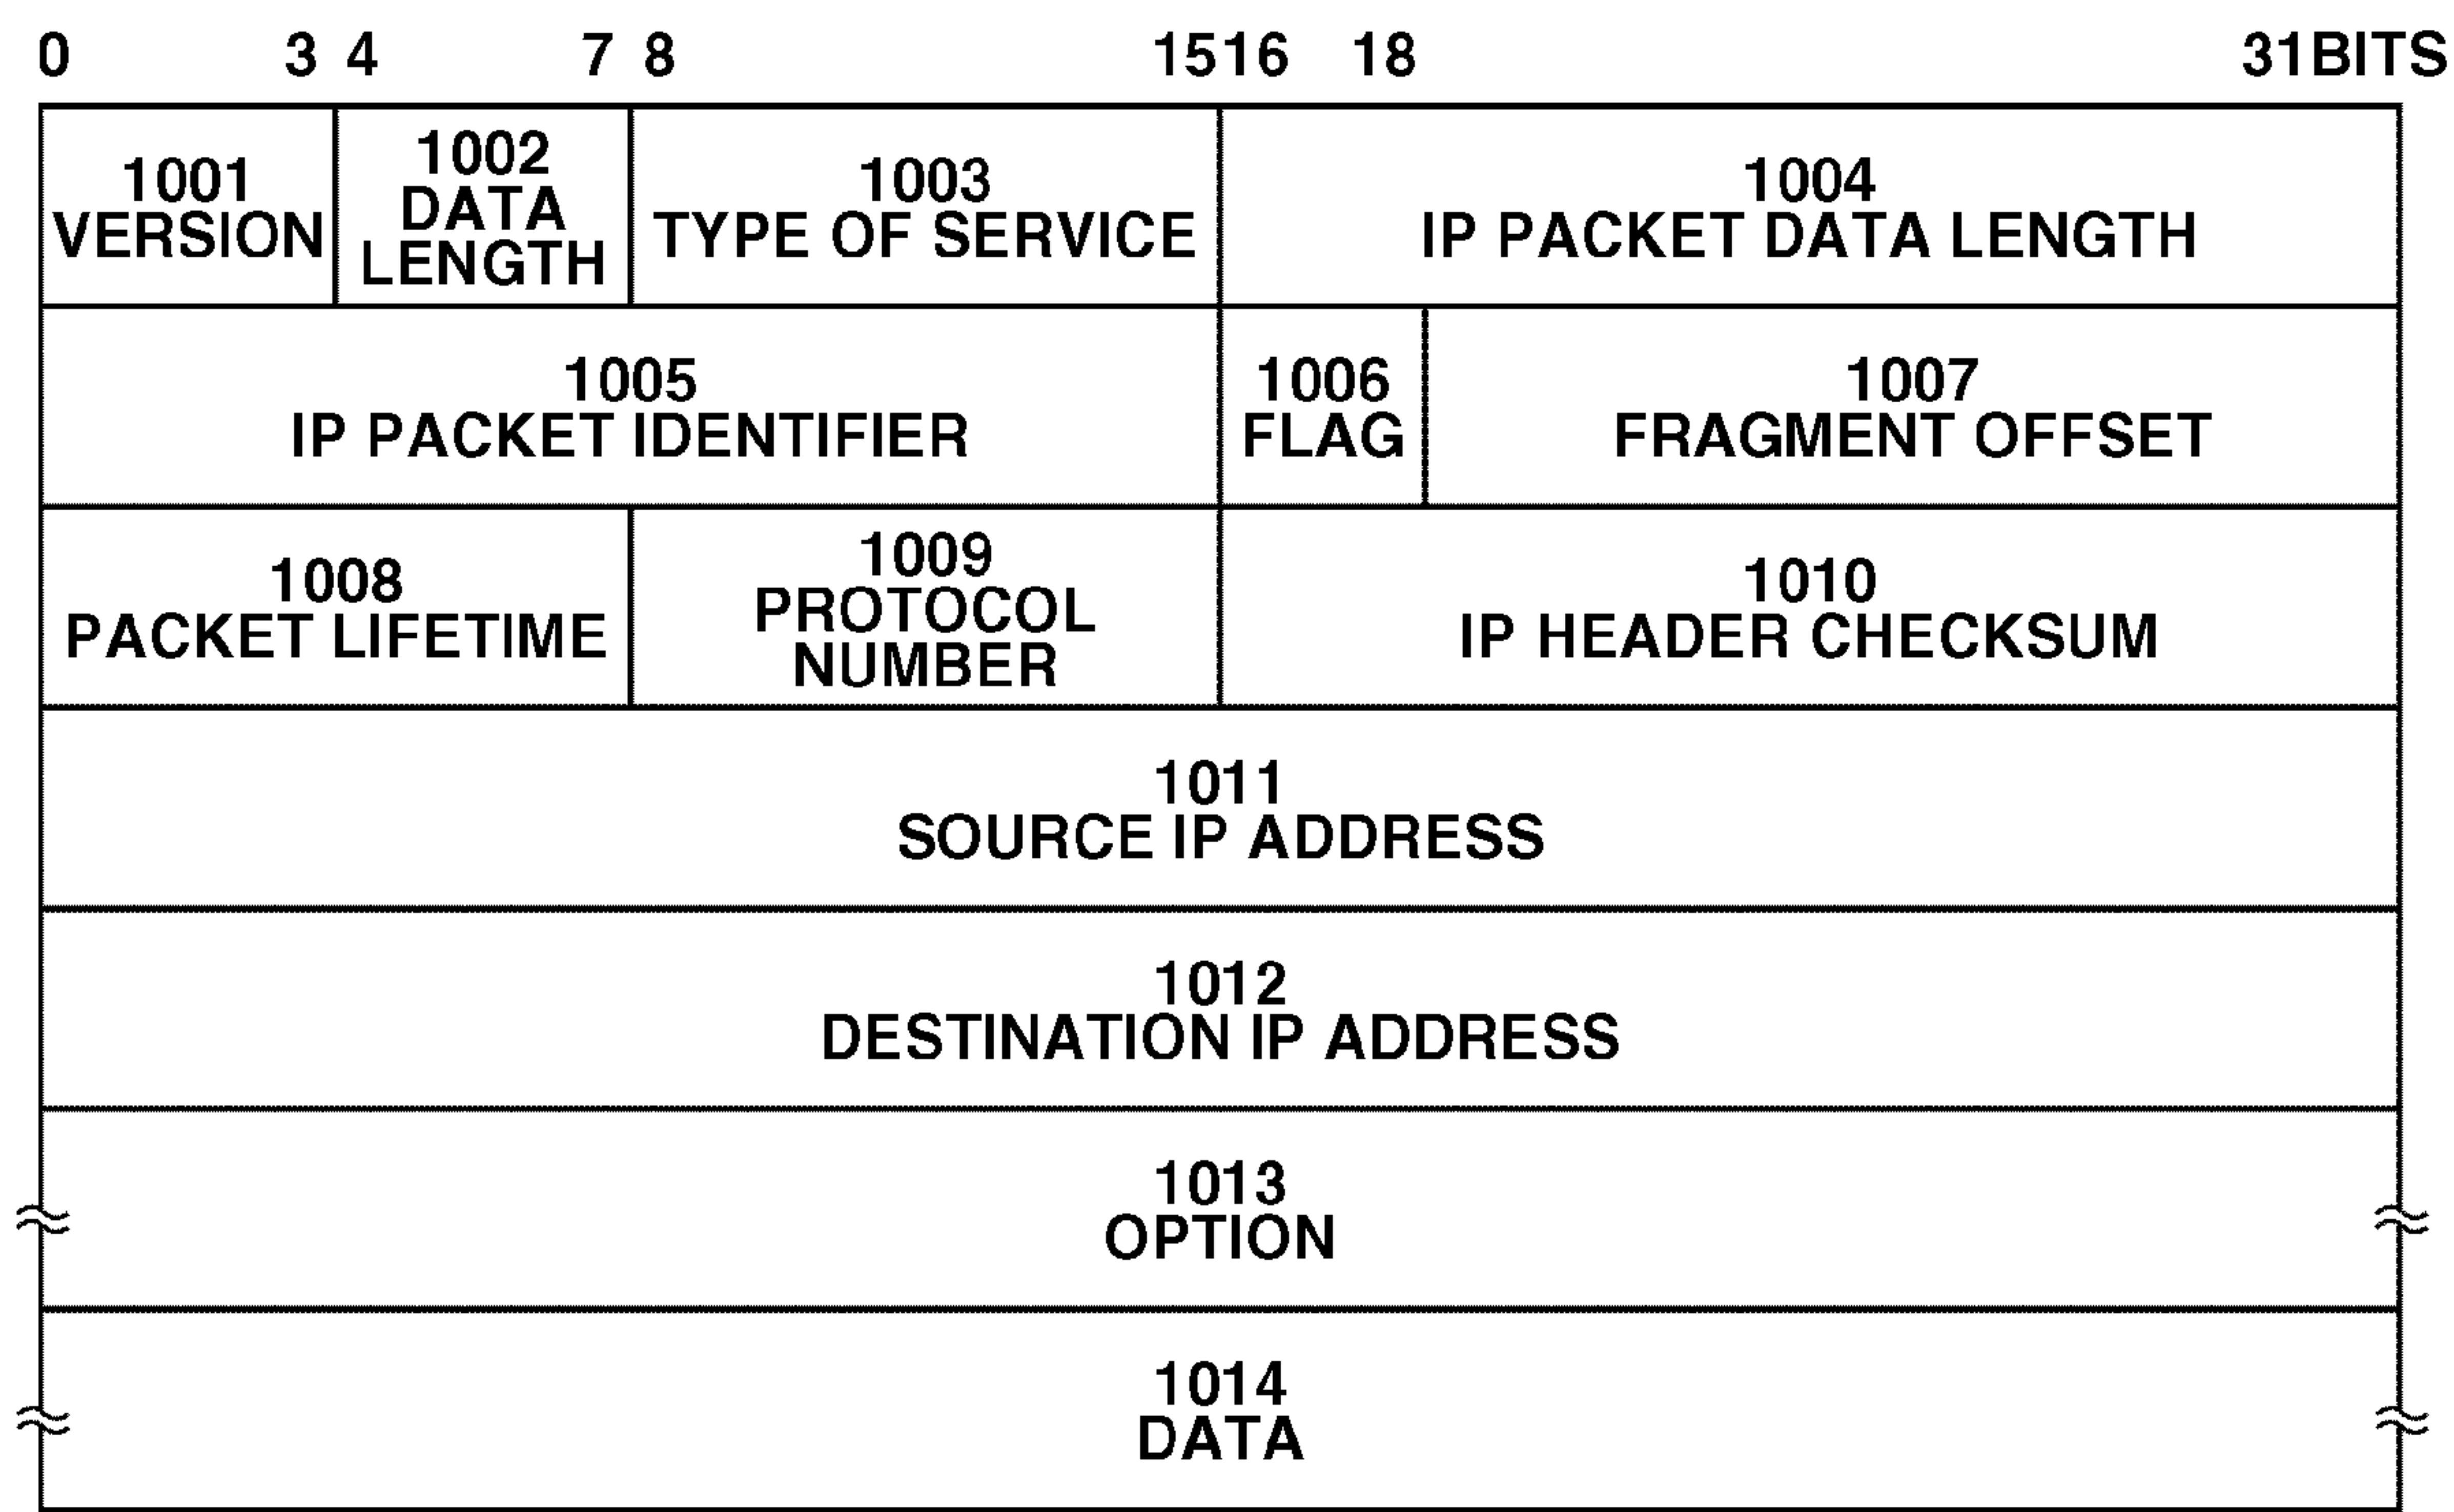 0 3 4 7 8 15 16 18 31BITS
1001
VERSION
1002
DATA
LENGTH
1003
TYPE OF SERVICE
1004
IP PACKET DATA LENGTH
1005
IP PACKET IDENTIFIER
1006
FLAG
1007
FRAGMENT OFFSET
1008
PACKET LIFETIME
1009
PROTOCOL
NUMBER
1010
IP HEADER CHECKSUM
1011
SOURCE IP ADDRESS
1012
DESTINATION IP ADDRESS
1013
OPTION
1014
DATA